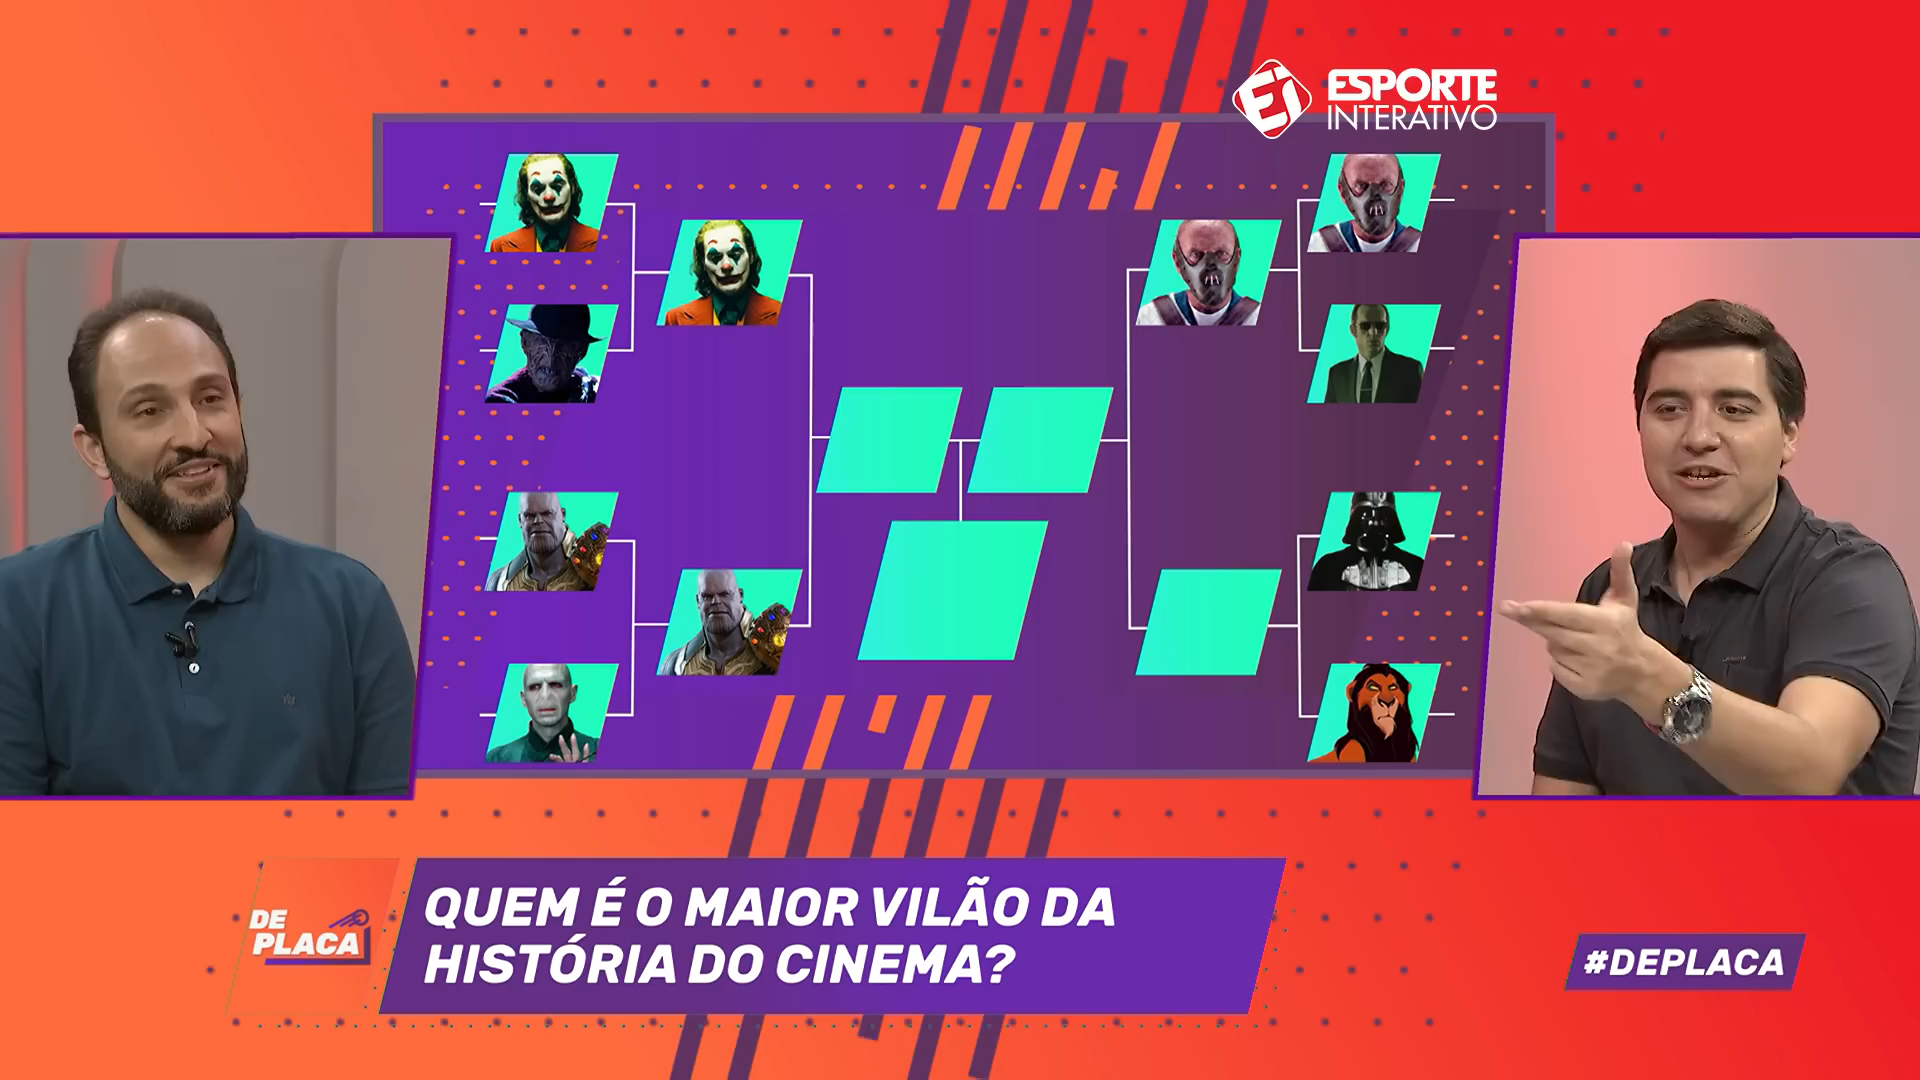 ESPORTE
INTERATIVO
DE
PLACA
QUEM É O MAIOR VILÃO DA
HISTÓRIA DO CINEMA?
#DEPLACA